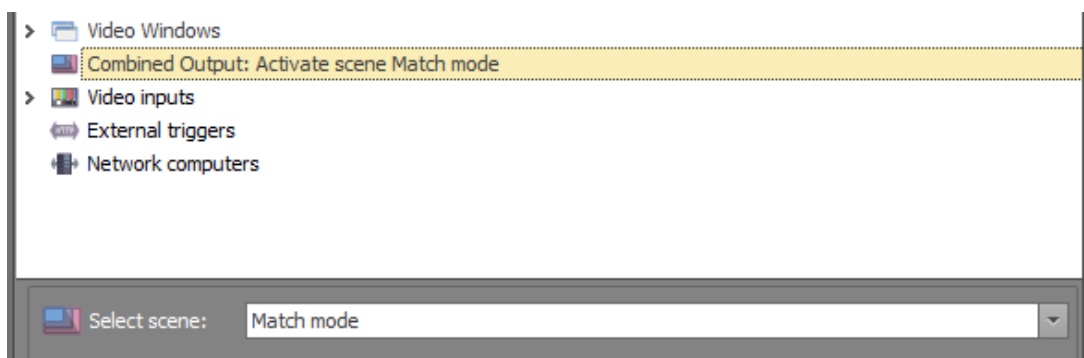 Video Windows
Combined Output: Activate scene Match mode
Video inputs
External triggers
Network computers
Select scene: Match mode